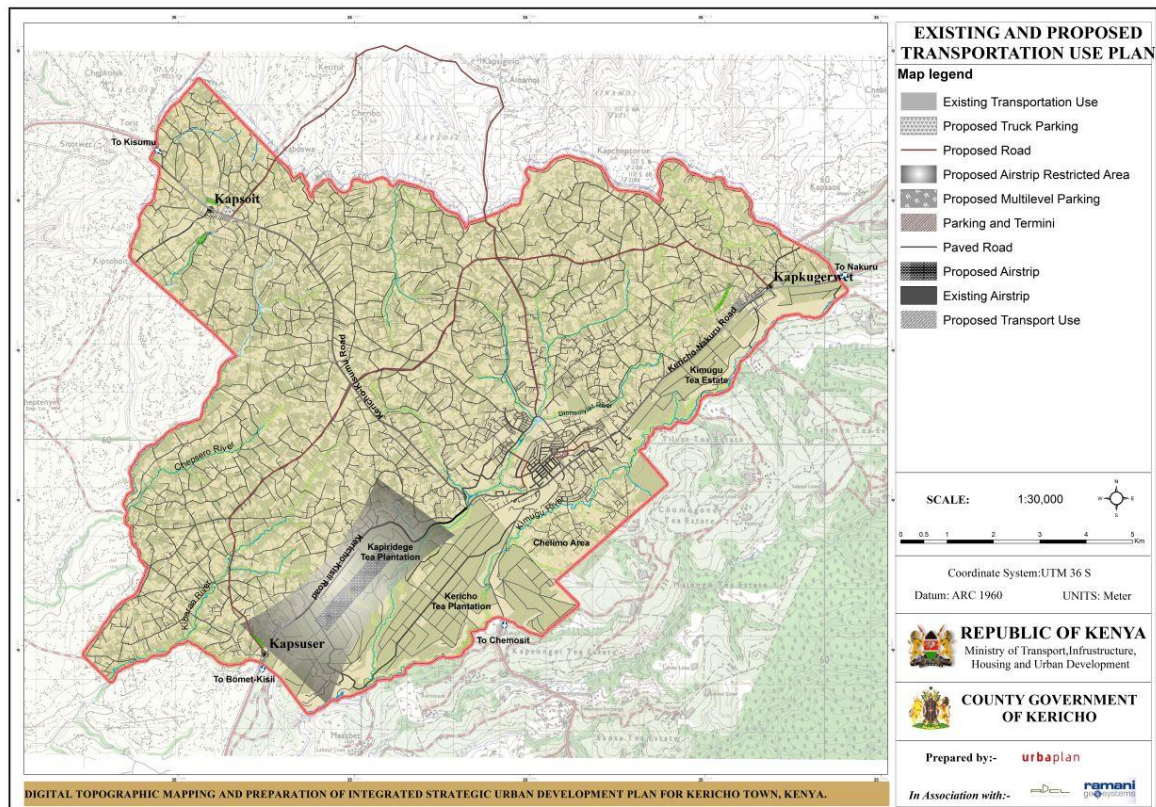 EXISTING AND PROPOSED
TRANSPORTATION USE PLAN
Map legend
Existing Transportation Use
Proposed Truck Parking
Proposed Road
Proposed Airstrip Restricted Area
Proposed Multilevel Parking
Parking and Termini
Paved Road
Proposed Airstrip
Existing Airstrip
Proposed Transport Use
SCALE: 1:30,000
N
W E
S
0 0.5 1 2 3 4 5
Km
Coordinate System:UTM 36 S
Datum: ARC 1960 UNITS: Meter
REPUBLIC OF KENYA
Ministry of Transport,Infrustructure,
Housing and Urban Development
COUNTY GOVERNMENT
OF KERICHO
Prepared by:- urbaplan
In Association with:- ramani
geosystems
To Kisumu
Kapsoit
To Nakuru
Kapkugerwet
Kericho-Nakuru Road
Kimugu
Tea Estate
Kericho-Kisumu Road
Chepsero River
Kimugu River
Chelimo Area
Kapiridege
Tea Plantation
Kericho-Kisii Road
Kericho
Tea Plantation
Kapsuser
To Chemosit
To Bomet-Kisii
DIGITAL TOPOGRAPHIC MAPPING AND PREPARATION OF INTEGRATED STRATEGIC URBAN DEVELOPMENT PLAN FOR KERICHO TOWN, KENYA.